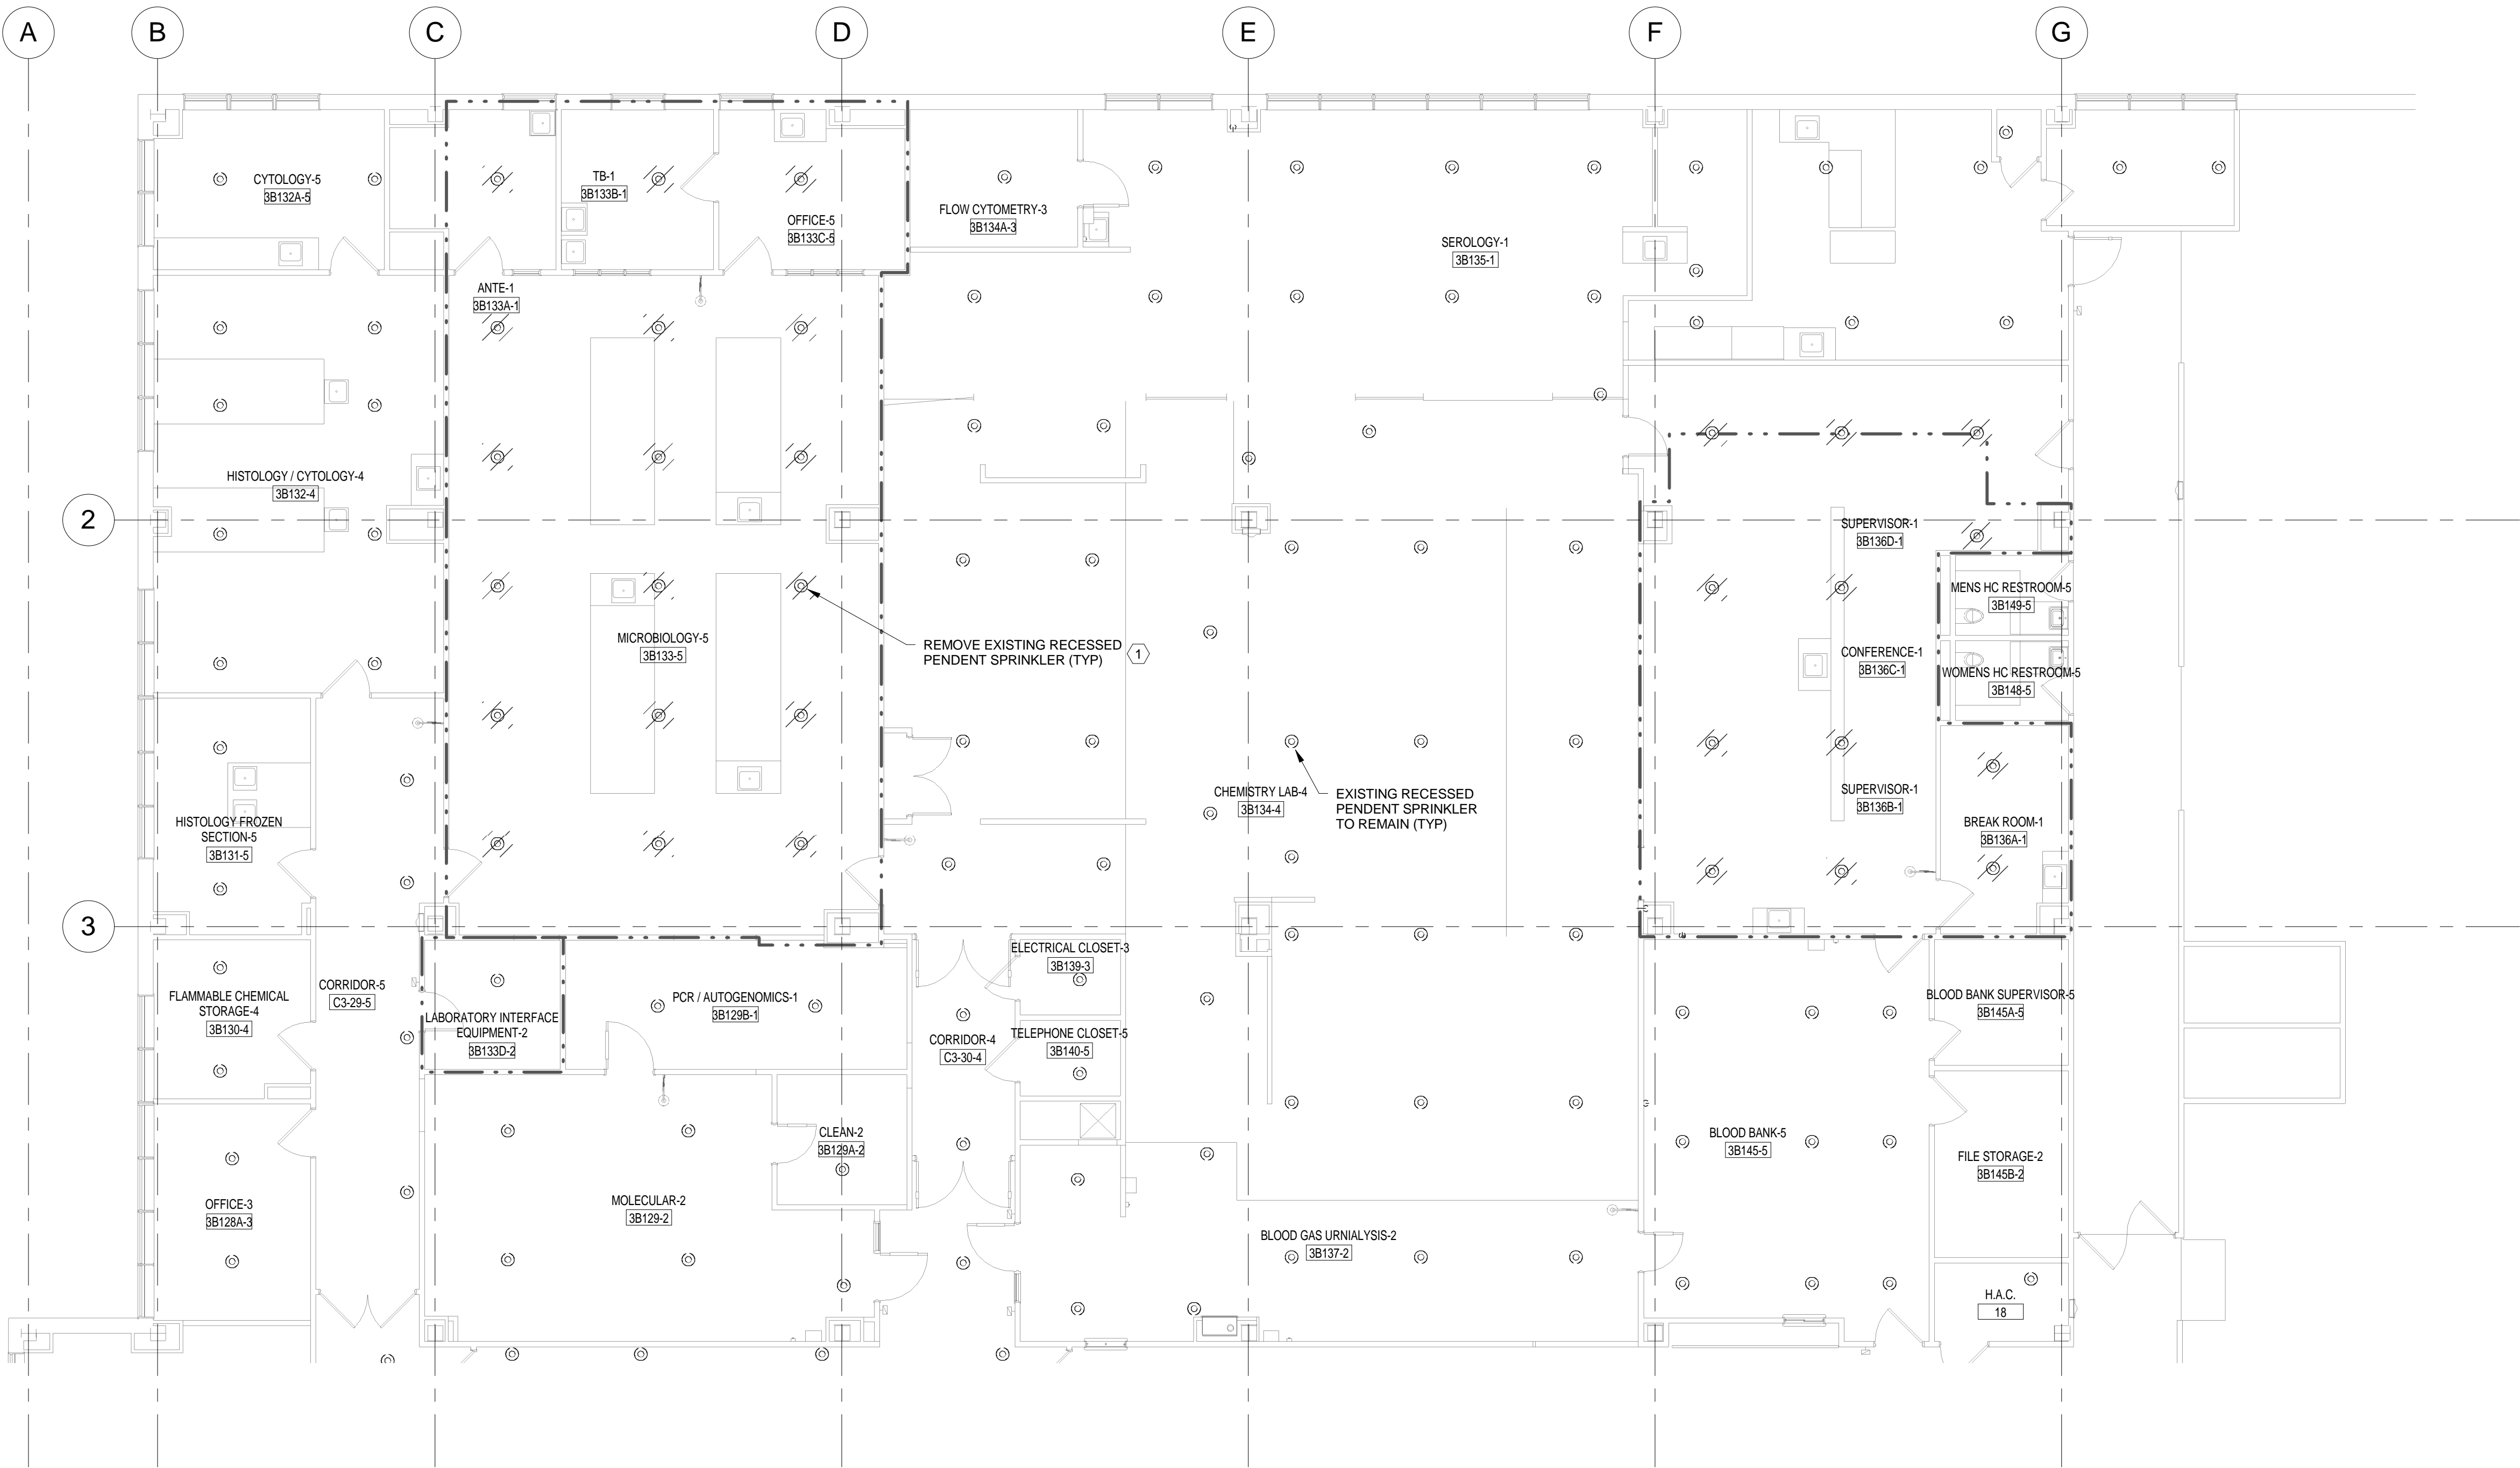 A
B
C
D
E
F
G
CYTOLOGY-5
3B132A-5
TB-1
3B133B-1
OFFICE-5
3B133C-5
FLOW CYTOMETRY-3
3B134A-3
SEROLOGY-1
3B135-1
ANTE-1
3B133A-1
HISTOLOGY / CYTOLOGY-4
3B132-4
2
SUPERVISOR-1
3B136D-1
MENS HC RESTROOM-5
3B149-5
MICROBIOLOGY-5
3B133-5
REMOVE EXISTING RECESSED
PENDENT SPRINKLER (TYP)
1
CONFERENCE-1
3B136C-1
WOMENS HC RESTROOM-5
3B148-5
CHEMISTRY LAB-4
3B134-4
EXISTING RECESSED
PENDENT SPRINKLER
TO REMAIN (TYP)
SUPERVISOR-1
3B136B-1
HISTOLOGY FROZEN
SECTION-5
3B131-5
BREAK ROOM-1
3B136A-1
3
ELECTRICAL CLOSET-3
3B139-3
FLAMMABLE CHEMICAL
STORAGE-4
3B130-4
CORRIDOR-5
C3-29-5
LABORATORY INTERFACE
EQUIPMENT-2
3B133D-2
PCR / AUTOGENOMICS-1
3B129B-1
CORRIDOR-4
C3-30-4
TELEPHONE CLOSET-5
3B140-5
BLOOD BANK SUPERVISOR-5
3B145A-5
CLEAN-2
3B129A-2
BLOOD BANK-5
3B145-5
FILE STORAGE-2
3B145B-2
OFFICE-3
3B128A-3
MOLECULAR-2
3B129-2
BLOOD GAS URNIALYSIS-2
3B137-2
H.A.C.
18